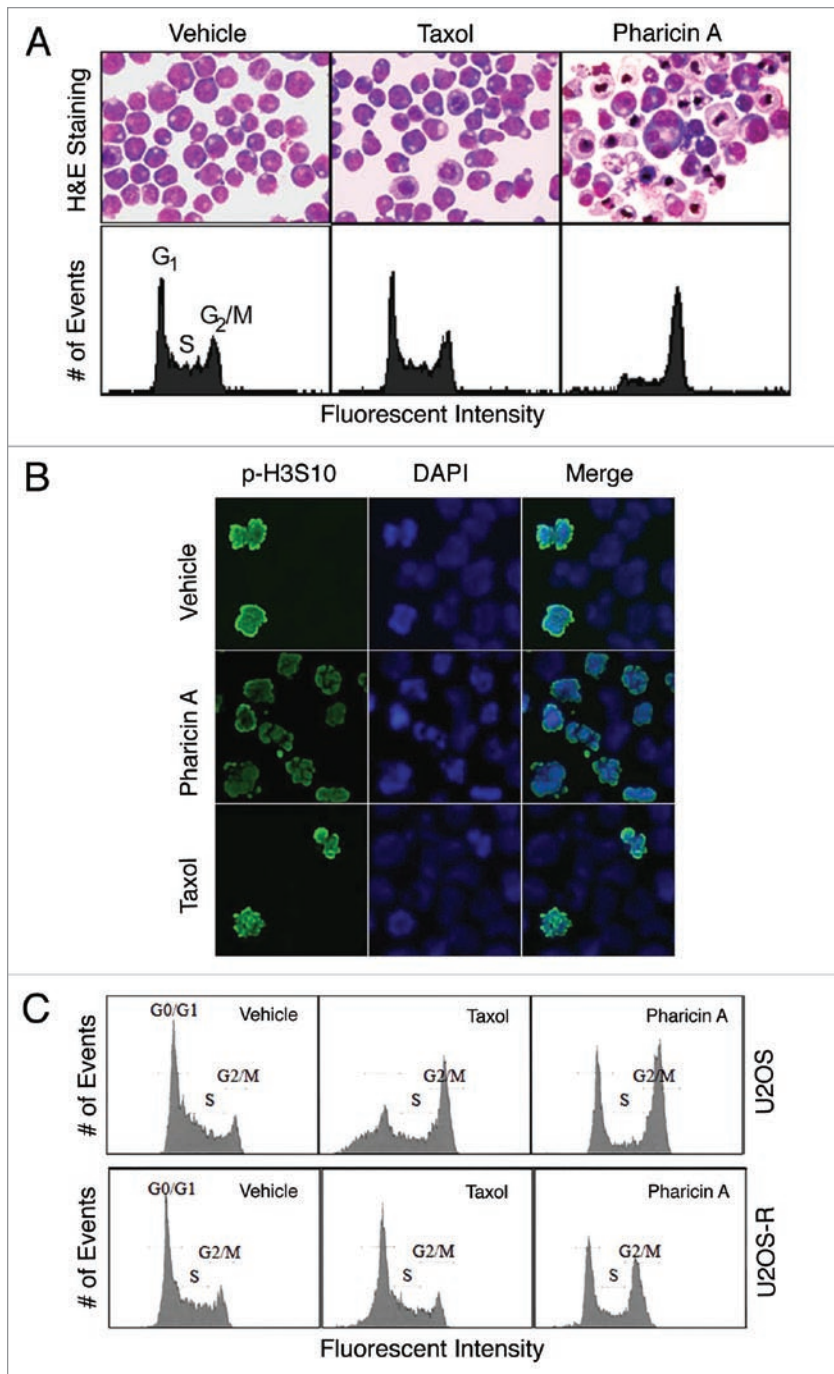 A
Vehicle
Taxol
Pharicin A
H&E Staining
# of Events
G1
S
G2/M
Fluorescent Intensity
B
p-H3S10
DAPI
Merge
Vehicle
Pharicin A
Taxol
C
# of Events
G0/G1
Vehicle
S
G2/M
Taxol
S
G2/M
Pharicin A
S
G2/M
U2OS
# of Events
G0/G1
Vehicle
S
G2/M
Taxol
S
G2/M
Pharicin A
S
G2/M
U2OS-R
Fluorescent Intensity